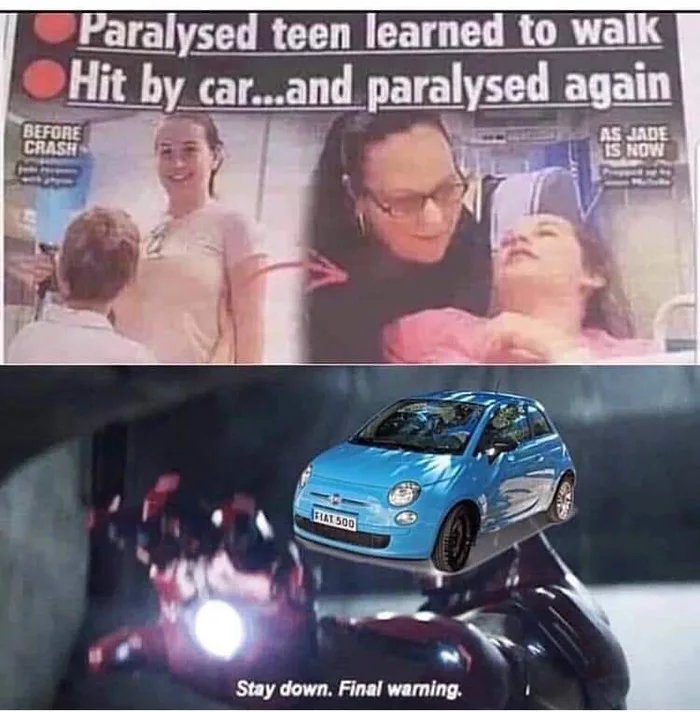 Paralysed teen learned to walk
Hit by car...and paralysed again
BEFORE
CRASH
AS JADE
IS NOW
FIAT 500
Stay down. Final warning.